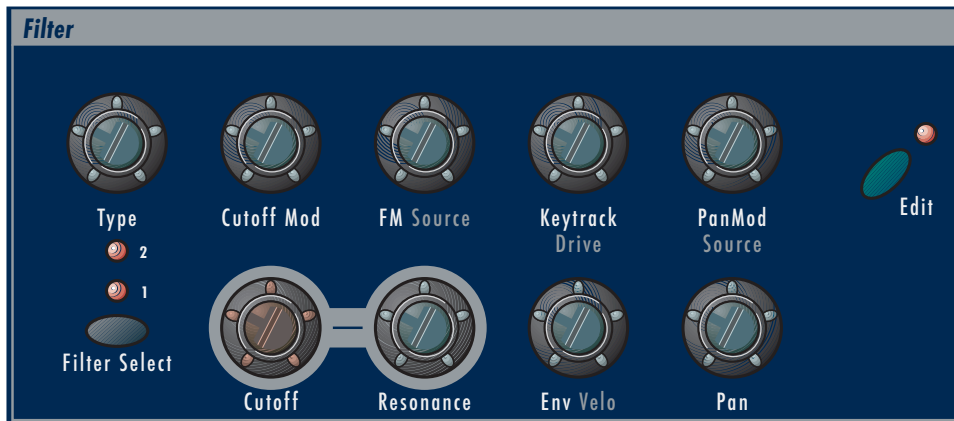 Filter
Type
Cutoff Mod
FM Source
Keytrack
Drive
PanMod
Source
Edit
2
1
Filter Select
Cutoff
Resonance
Env Velo
Pan